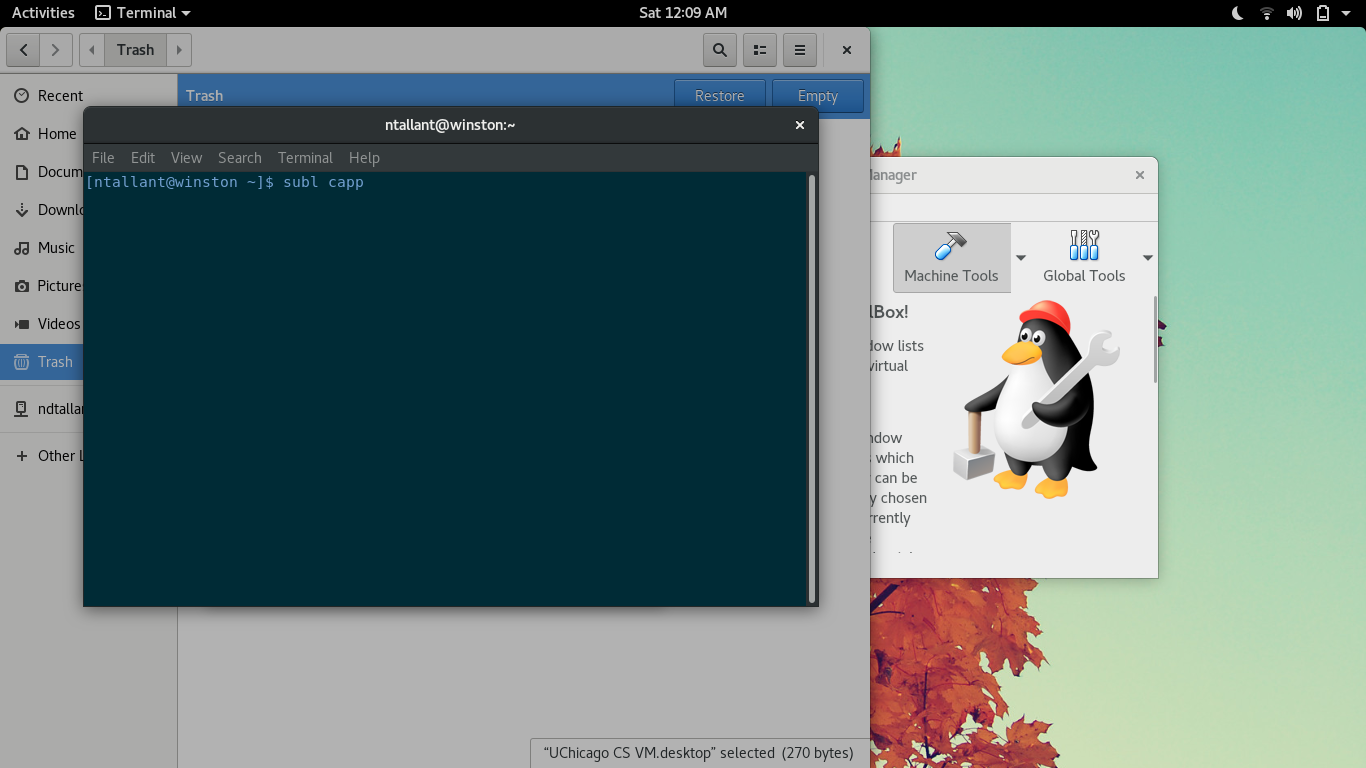 Activities Terminal Sat 12:09 AM
Trash
Recent
Home
Docum
Downlo
Music
Picture
Videos
Trash
ndtallan
Other L
Trash Restore Empty
ntallant@winston:~
File Edit View Search Terminal Help
[ntallant@winston ~]$ subl capp
“UChicago CS VM.desktop” selected (270 bytes)
Manager
Machine Tools Global Tools
lBox!
dow lists
virtual
ndow
s which
can be
y chosen
rrently